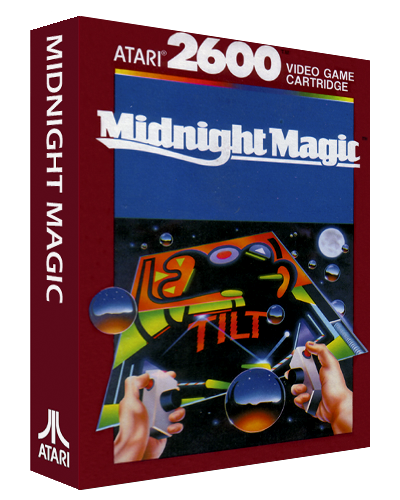 MIDNIGHT MAGIC
ATARI
ATARI® 2600 VIDEO GAME
CARTRIDGE
Midnight Magic
TILT